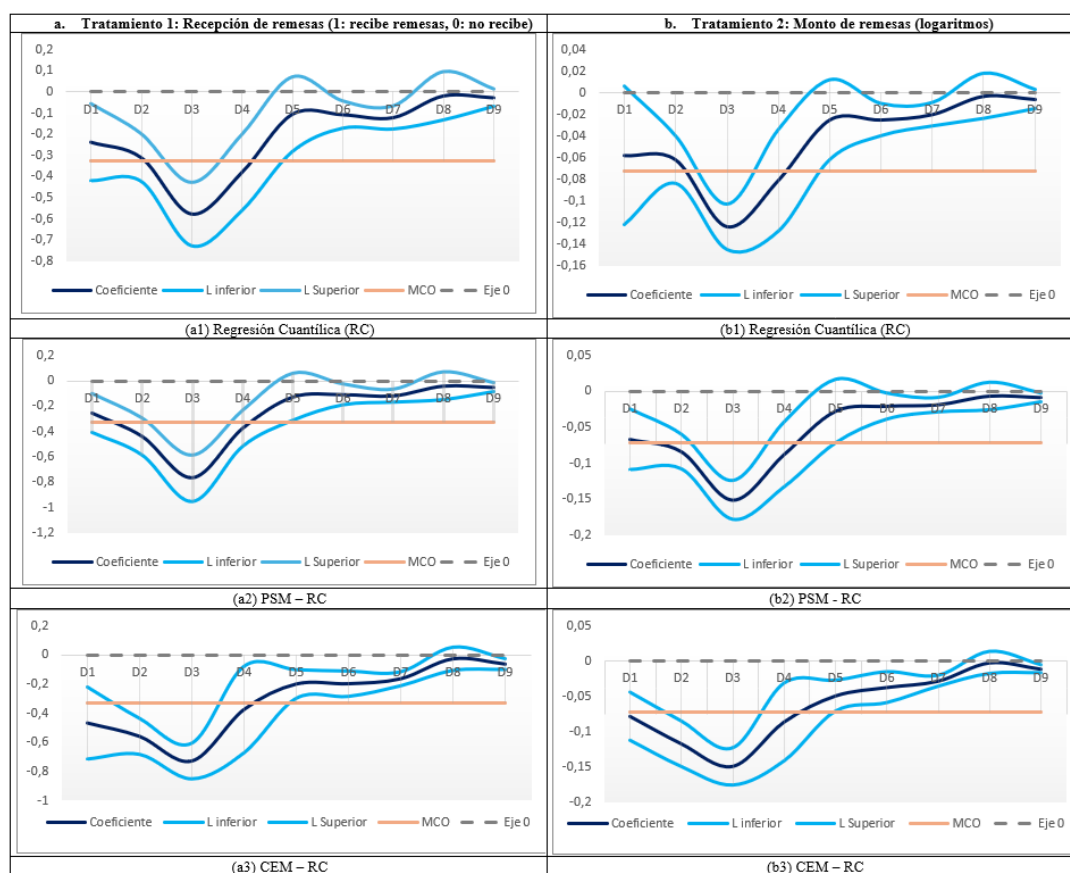 a. Tratamiento 1: Recepción de remesas (1: recibe remesas, 0: no recibe)
b. Tratamiento 2: Monto de remesas (logaritmos)
0,2
0,1
0
-0,1
-0,2
-0,3
-0,4
-0,5
-0,6
-0,7
-0,8
D1 D2 D3 D4 D5 D6 D7 D8 D9
Coeficiente L inferior L Superior MCO Eje 0
0,04
0,02
0
-0,02
-0,04
-0,06
-0,08
-0,1
-0,12
-0,14
-0,16
D1 D2 D3 D4 D5 D6 D7 D8 D9
Coeficiente L inferior L Superior MCO Eje 0
(a1) Regresión Cuantílica (RC)
(b1) Regresión Cuantílica (RC)
0,2
0
-0,2
-0,4
-0,6
-0,8
-1
-1,2
D1 D2 D3 D4 D5 D6 D7 D8 D9
Coeficiente L inferior L Superior MCO Eje 0
0,05
0
-0,05
-0,1
-0,15
-0,2
D1 D2 D3 D4 D5 D6 D7 D8 D9
Coeficiente L inferior L Superior MCO Eje 0
(a2) PSM – RC
(b2) PSM - RC
0,2
0
-0,2
-0,4
-0,6
-0,8
-1
D1 D2 D3 D4 D5 D6 D7 D8 D9
Coeficiente L inferior L Superior MCO Eje 0
0,05
0
-0,05
-0,1
-0,15
-0,2
D1 D2 D3 D4 D5 D6 D7 D8 D9
Coeficiente L inferior L Superior MCO Eje 0
(a3) CEM – RC
(b3) CEM – RC